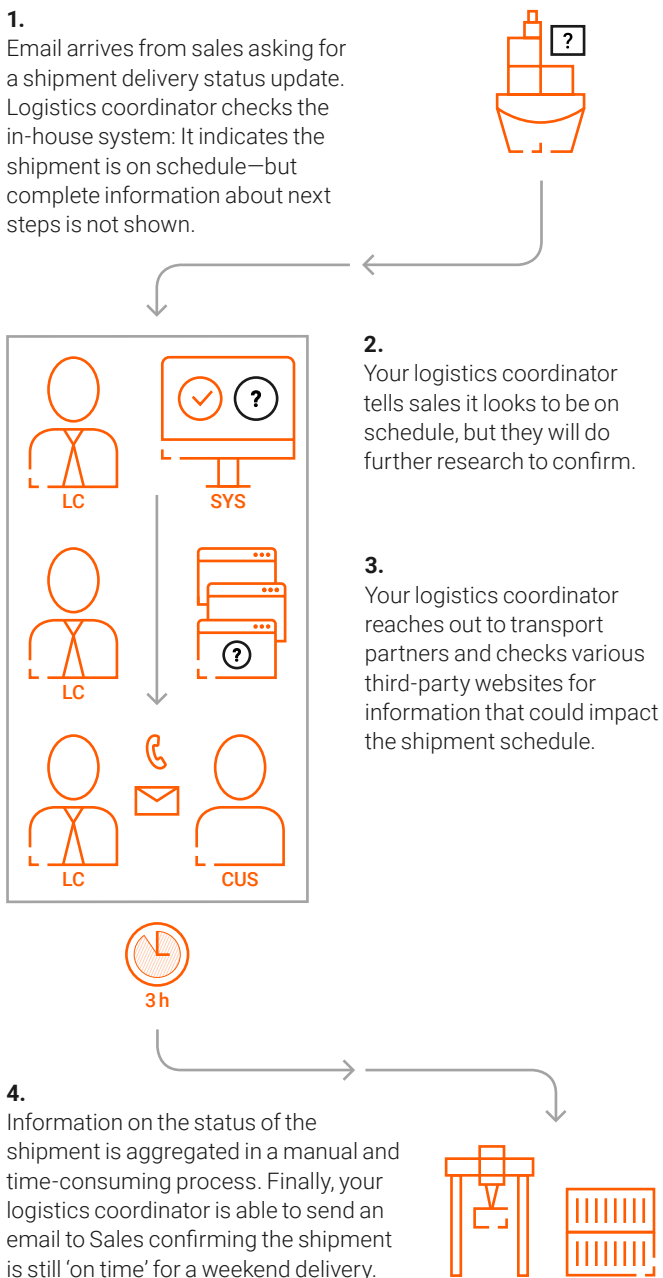 1.
Email arrives from sales asking for
a shipment delivery status update.
Logistics coordinator checks the
in-house system: It indicates the
shipment is on schedule—but
complete information about next
steps is not shown.
?
2.
Your logistics coordinator
tells sales it looks to be on
schedule, but they will do
further research to confirm.
?
LC
SYS
3.
Your logistics coordinator
reaches out to transport
partners and checks various
third-party websites for
information that could impact
the shipment schedule.
?
LC
LC
CUS
3h
4.
Information on the status of the
shipment is aggregated in a manual and
time-consuming process. Finally, your
logistics coordinator is able to send an
email to Sales confirming the shipment
is still ‘on time’ for a weekend delivery.